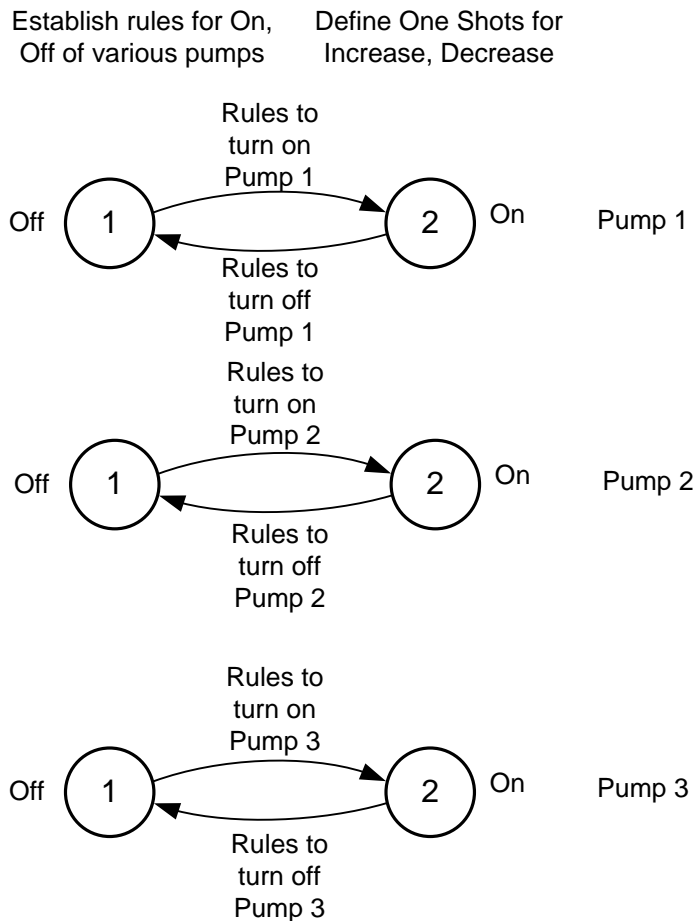 Establish rules for On,
Off of various pumps
Define One Shots for
Increase, Decrease
Rules to
turn on
Pump 1
Off
1
2
On
Pump 1
Rules to
turn off
Pump 1
Rules to
turn on
Pump 2
Off
1
2
On
Pump 2
Rules to
turn off
Pump 2
Rules to
turn on
Pump 3
Off
1
2
On
Pump 3
Rules to
turn off
Pump 3